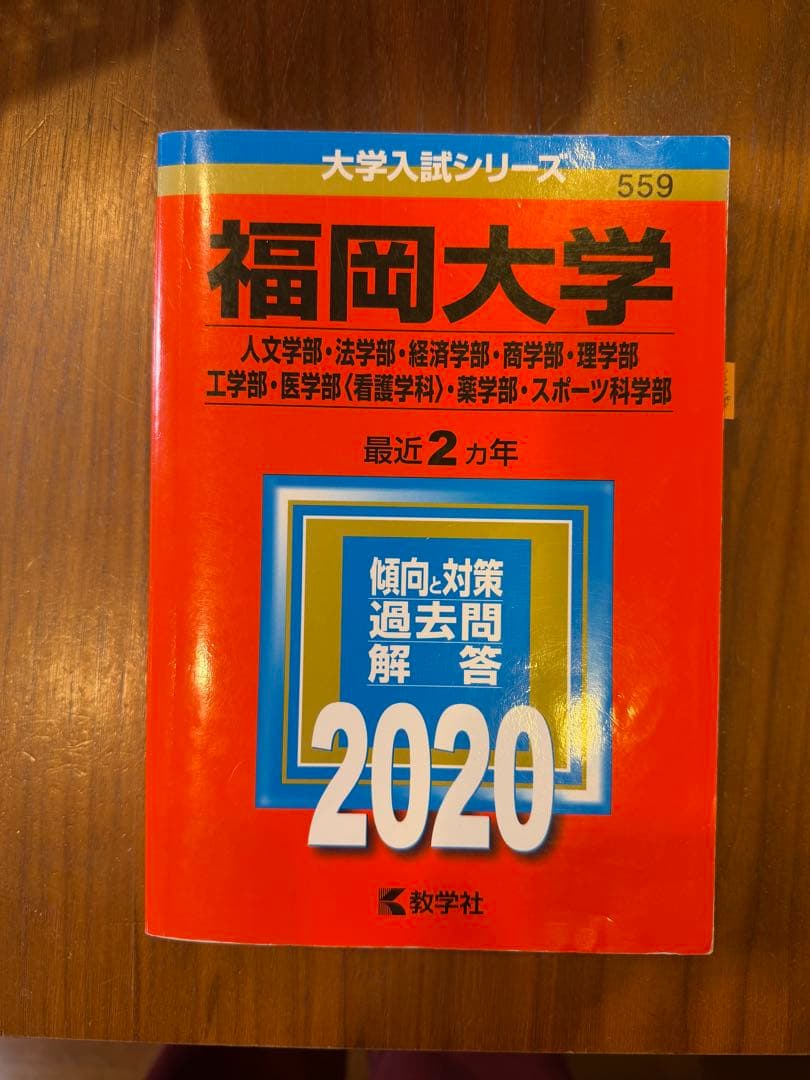 大学入試シリーズ
559
福岡大学
人文学部・法学部・経済学部・商学部・理学部
工学部・医学部〈看護学科〉・薬学部・スポーツ科学部
最近2カ年
傾向と対策
過去問
解答
2020
教学社